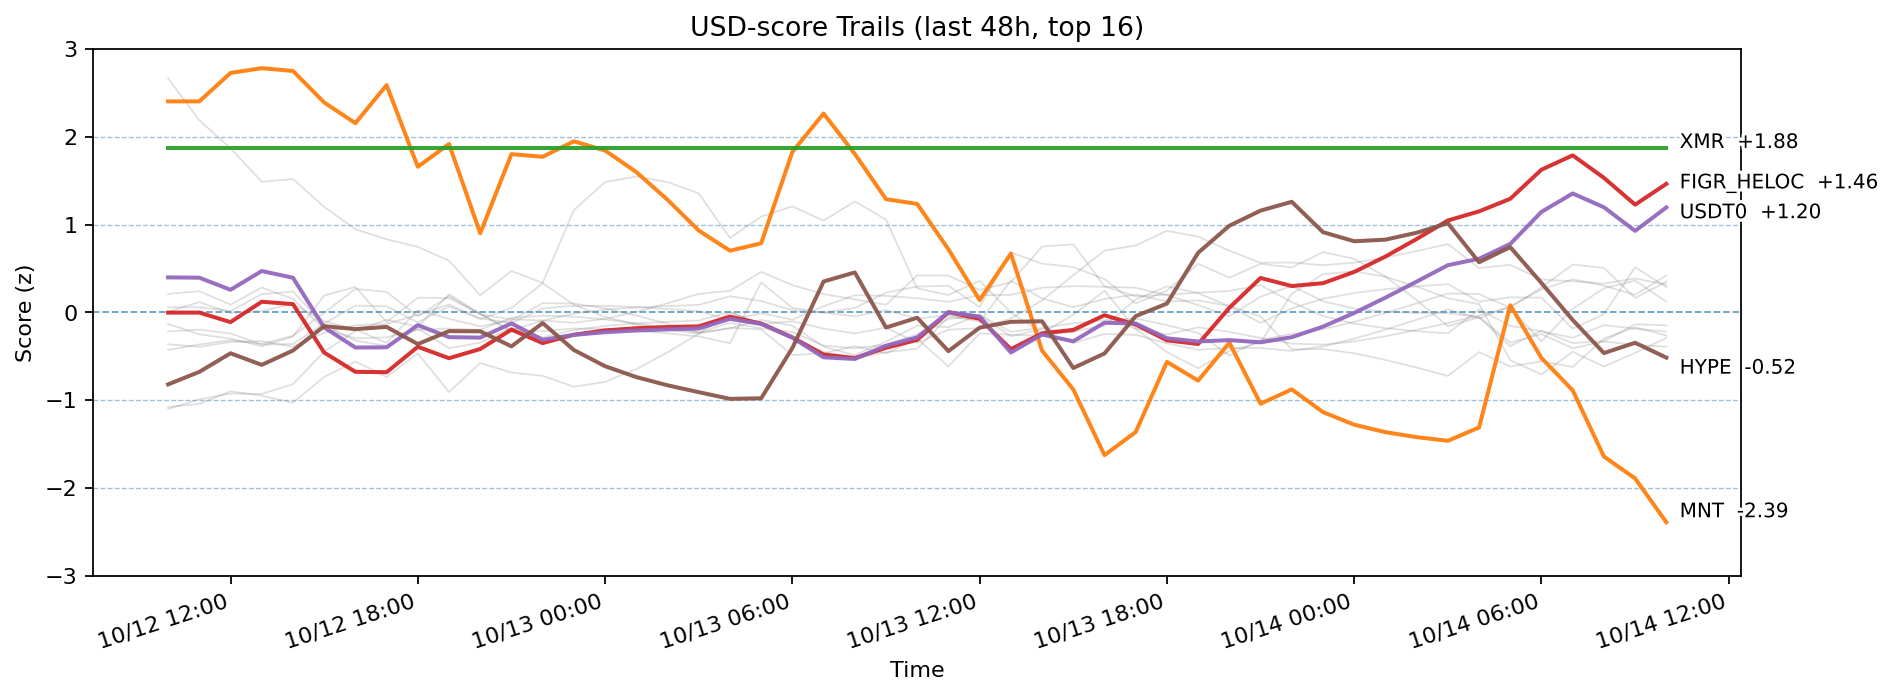 USD-score Trails (last 48h, top 16)
Score (z)
3
2
1
0
−1
−2
−3
XMR +1.88
FIGR_HELOC +1.46
USDT0 +1.20
HYPE -0.52
MNT -2.39
10/12 12:00
10/12 18:00
10/13 00:00
10/13 06:00
10/13 12:00
10/13 18:00
10/14 00:00
10/14 06:00
10/14 12:00
Time